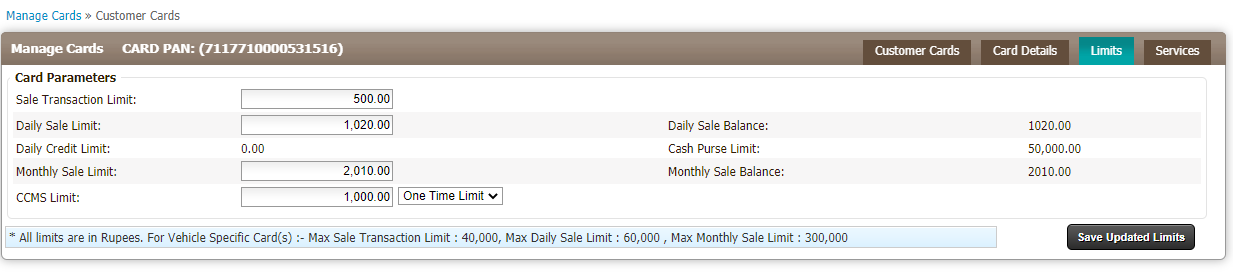 Manage Cards » Customer Cards
Manage Cards CARD PAN: (7117710000531516) Customer Cards Card Details Limits Services
Card Parameters
Sale Transaction Limit: 500.00
Daily Sale Limit: 1,020.00 Daily Sale Balance: 1020.00
Daily Credit Limit: 0.00 Cash Purse Limit: 50,000.00
Monthly Sale Limit: 2,010.00 Monthly Sale Balance: 2010.00
CCMS Limit: 1,000.00 One Time Limit
* All limits are in Rupees. For Vehicle Specific Card(s) :- Max Sale Transaction Limit : 40,000, Max Daily Sale Limit : 60,000 , Max Monthly Sale Limit : 300,000 Save Updated Limits